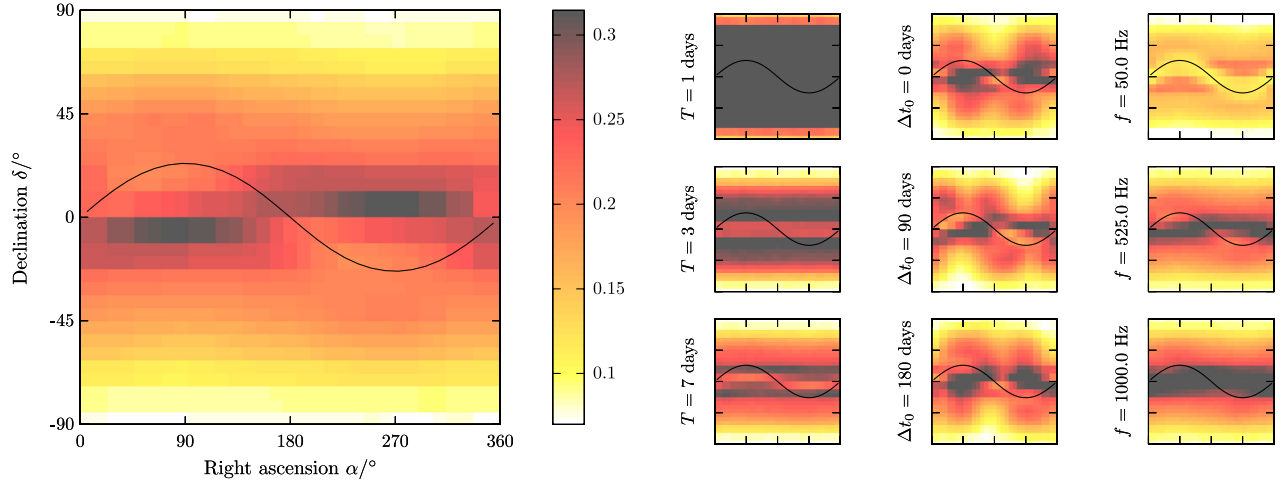 90
45
0
-45
-90
Declination δ/°
0
90
180
270
360
Right ascension α/°
0.3
0.25
0.2
0.15
0.1
T = 1 days
Δt₀ = 0 days
f = 50.0 Hz
T = 3 days
Δt₀ = 90 days
f = 525.0 Hz
T = 7 days
Δt₀ = 180 days
f = 1000.0 Hz